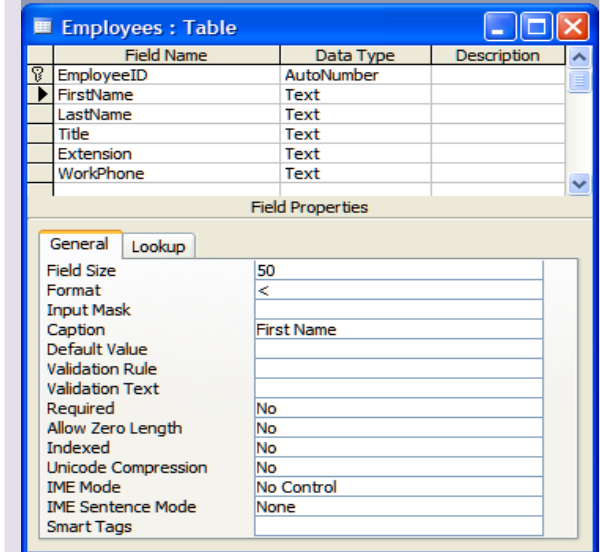 Employees : Table
Field Name Data Type Description
EmployeeID AutoNumber
FirstName Text
LastName Text
Title Text
Extension Text
WorkPhone Text
Field Properties
General Lookup
Field Size 50
Format <
Input Mask
Caption First Name
Default Value
Validation Rule
Validation Text
Required No
Allow Zero Length No
Indexed No
Unicode Compression No
IME Mode No Control
IME Sentence Mode None
Smart Tags